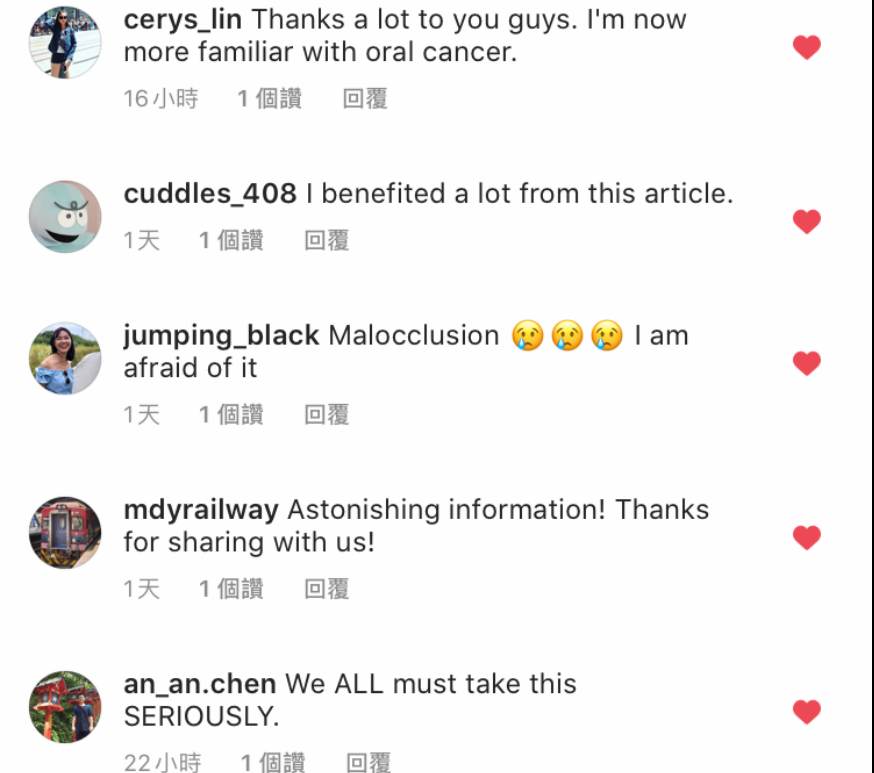 cerys_lin Thanks a lot to you guys. I'm now
more familiar with oral cancer.
16小時 1 個讚 回覆
cuddles_408 I benefited a lot from this article.
1天 1 個讚 回覆
jumping_black Malocclusion 😢😢😢 I am
afraid of it
1天 1 個讚 回覆
mdyrailway Astonishing information! Thanks
for sharing with us!
1天 1 個讚 回覆
an_an.chen We ALL must take this
SERIOUSLY.
22小時 1 個讚 回覆